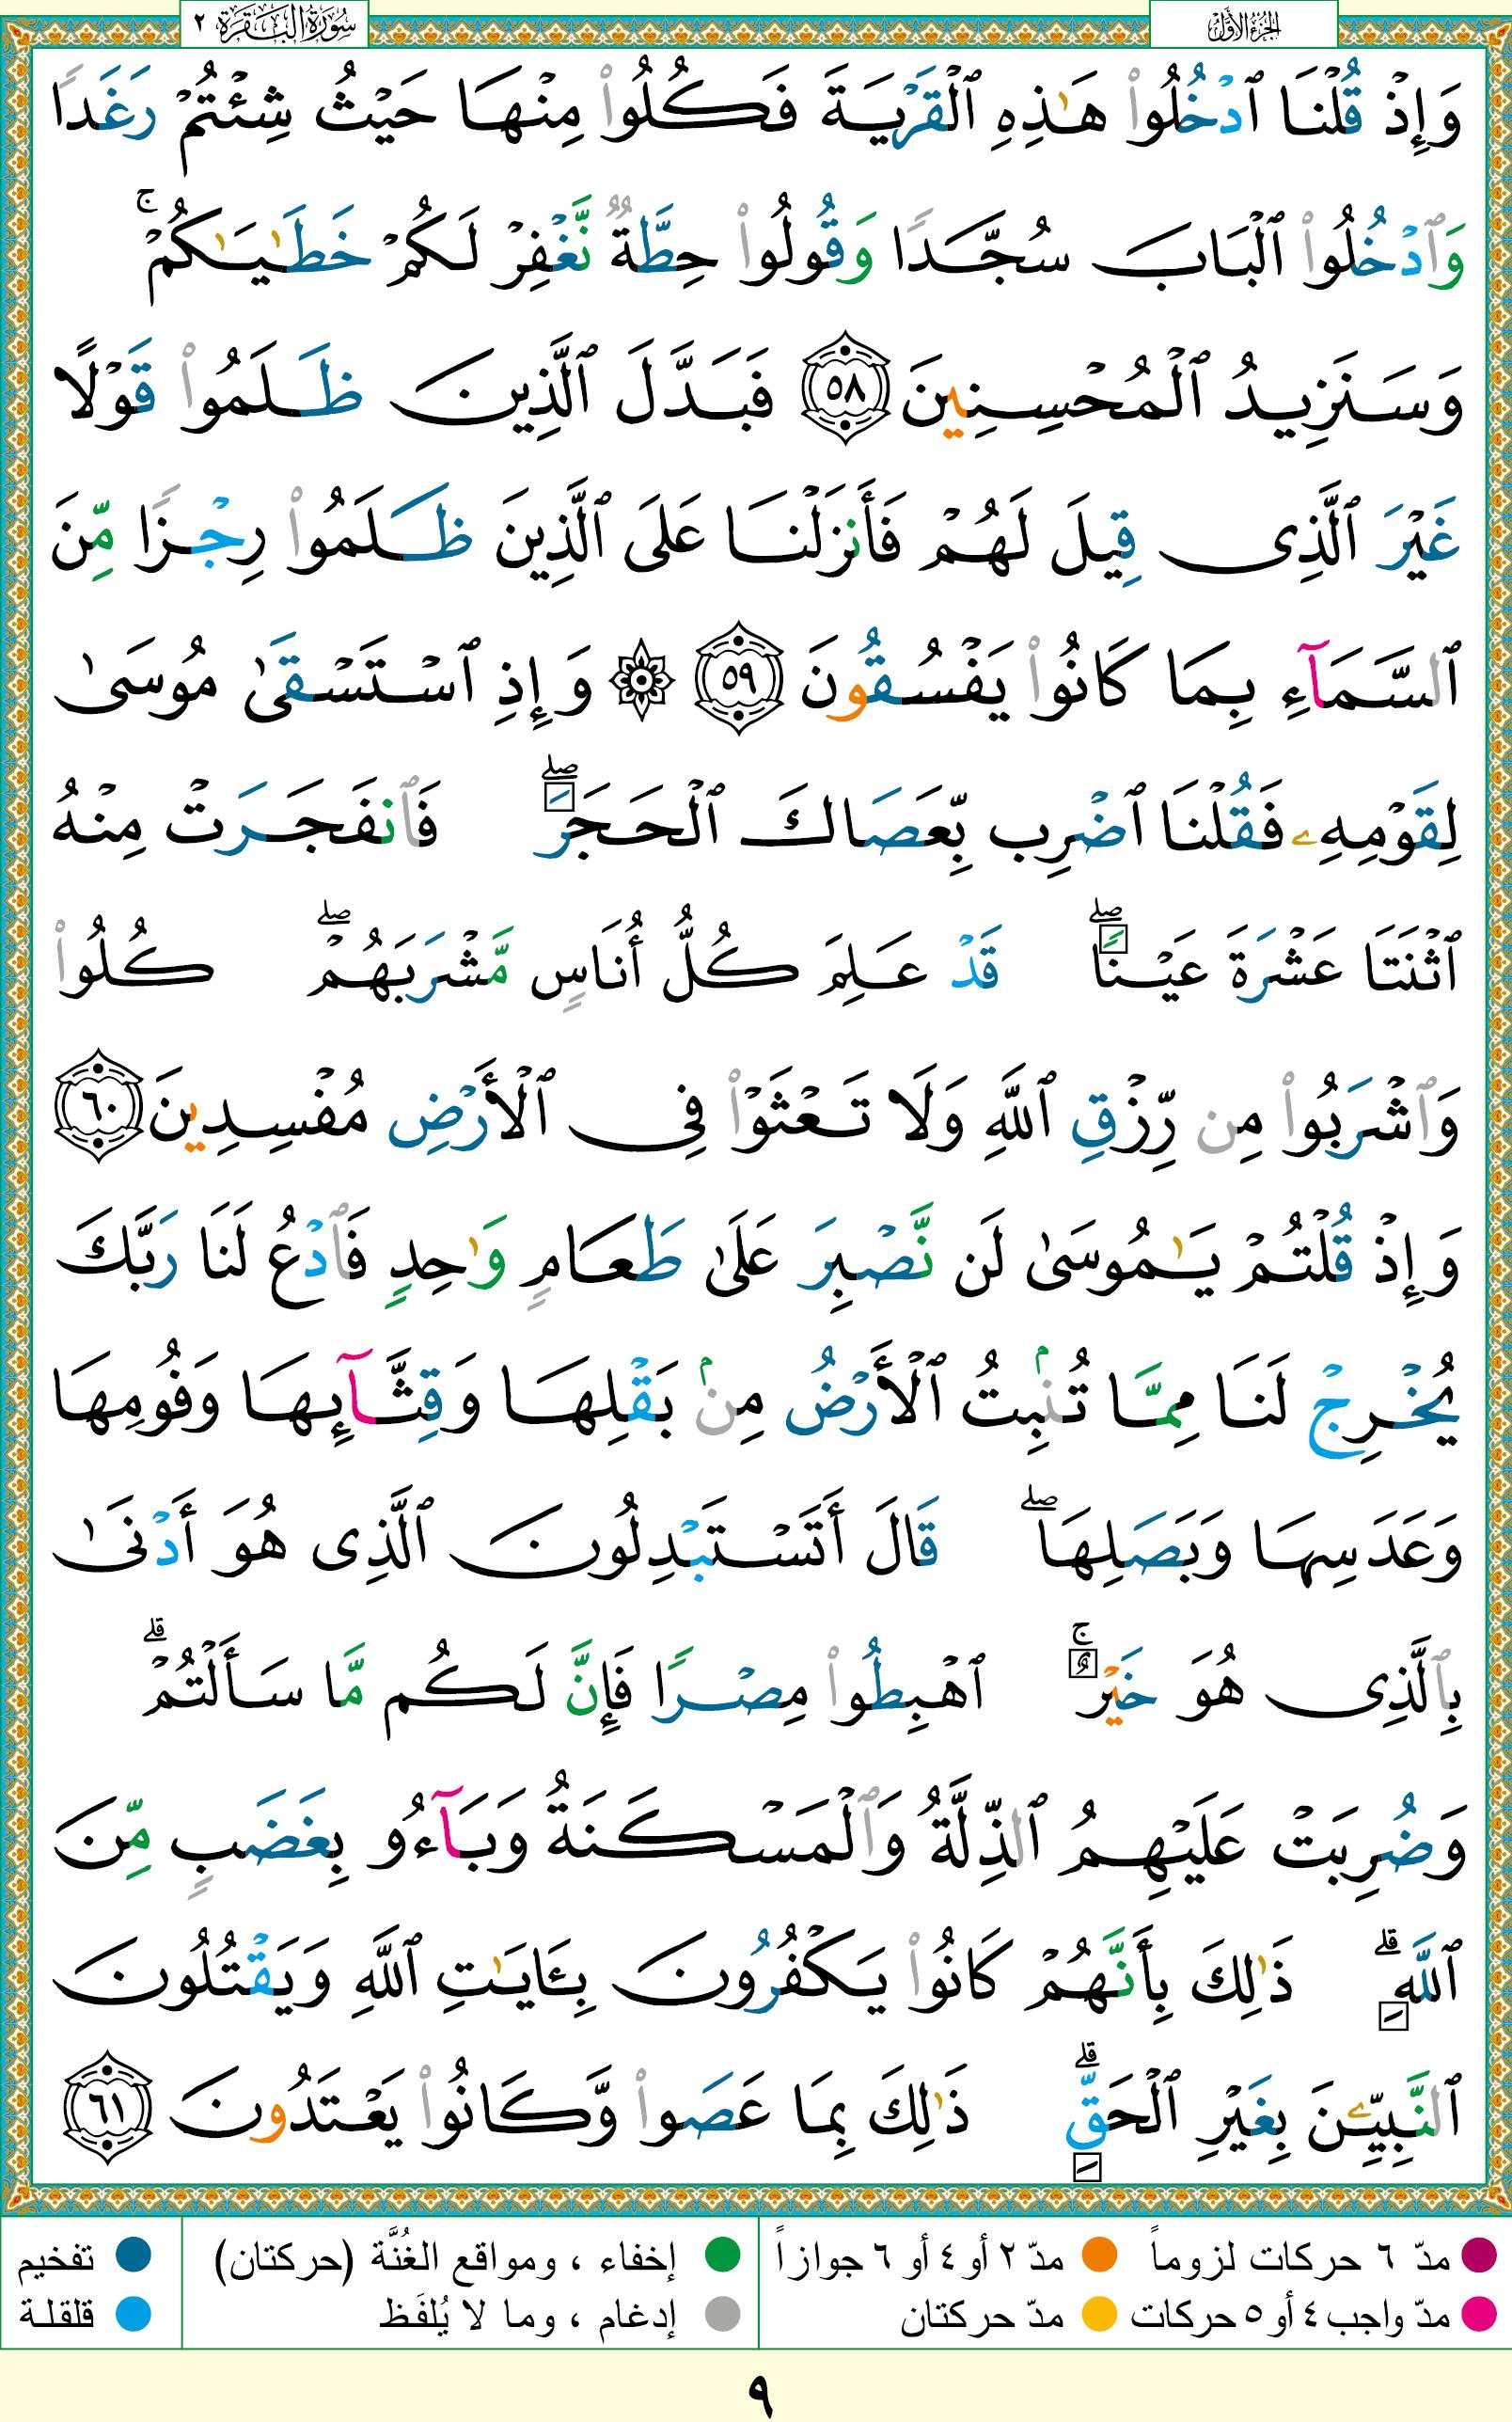 الجزء الأول
سورة البقرة ٢
وَإِذْ قُلْنَا ٱدْخُلُوا۟ هَـٰذِهِ ٱلْقَرْيَةَ فَكُلُوا۟ مِنْهَا حَيْثُ شِئْتُمْ رَغَدًا
وَٱدْخُلُوا۟ ٱلْبَابَ سُجَّدًا وَقُولُوا۟ حِطَّةٌ نَّغْفِرْ لَكُمْ خَطَـٰيَـٰكُمْ ۚ
وَسَنَزِيدُ ٱلْمُحْسِنِينَ ٥٨ فَبَدَّلَ ٱلَّذِينَ ظَلَمُوا۟ قَوْلًا
غَيْرَ ٱلَّذِى قِيلَ لَهُمْ فَأَنزَلْنَا عَلَى ٱلَّذِينَ ظَلَمُوا۟ رِجْزًا مِّنَ
ٱلسَّمَآءِ بِمَا كَانُوا۟ يَفْسُقُونَ ٥٩ ۞ وَإِذِ ٱسْتَسْقَىٰ مُوسَىٰ
لِقَوْمِهِۦ فَقُلْنَا ٱضْرِب بِّعَصَاكَ ٱلْحَجَرَ ۖ فَٱنفَجَرَتْ مِنْهُ
ٱثْنَتَا عَشْرَةَ عَيْنًا ۖ قَدْ عَلِمَ كُلُّ أُنَاسٍ مَّشْرَبَهُمْ ۖ كُلُوا۟
وَٱشْرَبُوا۟ مِن رِّزْقِ ٱللَّهِ وَلَا تَعْثَوْا۟ فِى ٱلْأَرْضِ مُفْسِدِينَ ٦٠
وَإِذْ قُلْتُمْ يَـٰمُوسَىٰ لَن نَّصْبِرَ عَلَىٰ طَعَامٍ وَٰحِدٍ فَٱدْعُ لَنَا رَبَّكَ
يُخْرِجْ لَنَا مِمَّا تُنۢبِتُ ٱلْأَرْضُ مِنۢ بَقْلِهَا وَقِثَّآئِهَا وَفُومِهَا
وَعَدَسِهَا وَبَصَلِهَا ۖ قَالَ أَتَسْتَبْدِلُونَ ٱلَّذِى هُوَ أَدْنَىٰ
بِٱلَّذِى هُوَ خَيْرٌ ۚ ٱهْبِطُوا۟ مِصْرًا فَإِنَّ لَكُم مَّا سَأَلْتُمْ ۗ
وَضُرِبَتْ عَلَيْهِمُ ٱلذِّلَّةُ وَٱلْمَسْكَنَةُ وَبَآءُو بِغَضَبٍ مِّنَ
ٱللَّهِ ۗ ذَٰلِكَ بِأَنَّهُمْ كَانُوا۟ يَكْفُرُونَ بِـَٔايَـٰتِ ٱللَّهِ وَيَقْتُلُونَ
ٱلنَّبِيِّـۧنَ بِغَيْرِ ٱلْحَقِّ ۗ ذَٰلِكَ بِمَا عَصَوا۟ وَّكَانُوا۟ يَعْتَدُونَ ٦١
مدّ ٦ حركات لزوماً مدّ ٢ أو ٤ أو ٦ جوازاً إخفاء ، ومواقع الغُنَّة (حركتان) تفخيم
مدّ واجب ٤ أو ٥ حركات مدّ حركتان إدغام ، وما لا يُلفَظ قلقلة
٩